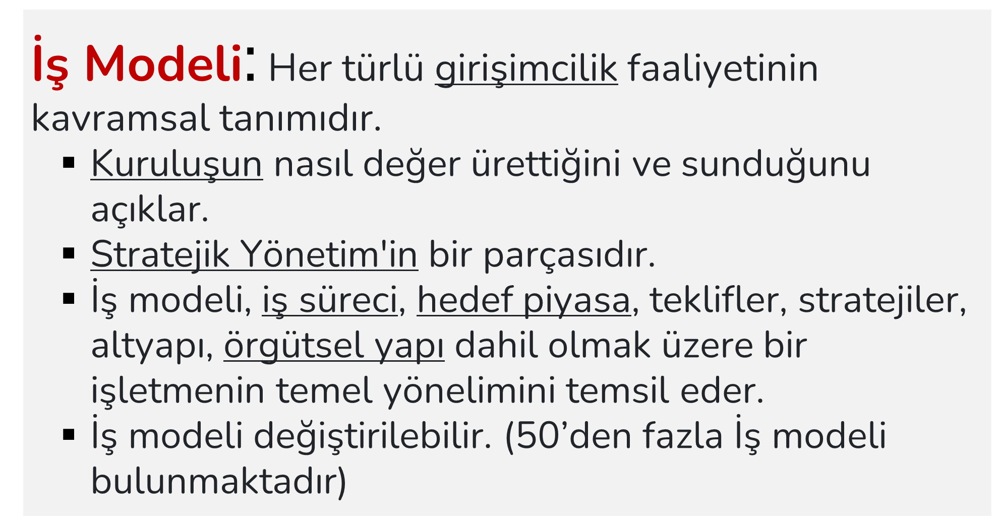 İş Modeli: Her türlü girişimcilik faaliyetinin
kavramsal tanımıdır.
▪ Kuruluşun nasıl değer ürettiğini ve sunduğunu
açıklar.
▪ Stratejik Yönetim'in bir parçasıdır.
▪ İş modeli, iş süreci, hedef piyasa, teklifler, stratejiler,
altyapı, örgütsel yapı dahil olmak üzere bir
işletmenin temel yönelimini temsil eder.
▪ İş modeli değiştirilebilir. (50’den fazla İş modeli
bulunmaktadır)